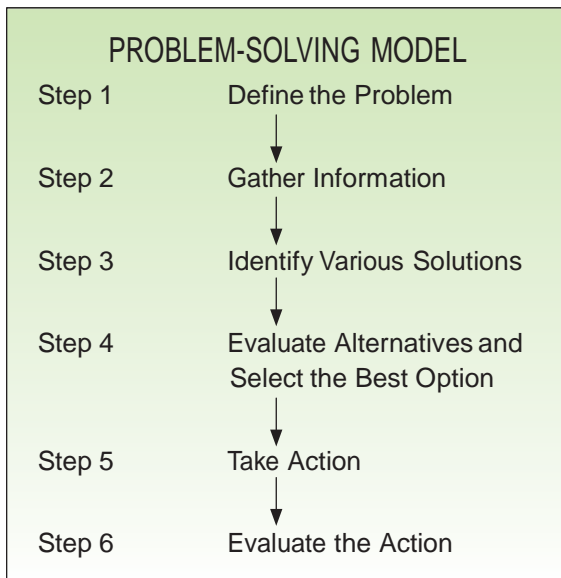 PROBLEM-SOLVING MODEL
Step 1 Define the Problem
Step 2 Gather Information
Step 3 Identify Various Solutions
Step 4 Evaluate Alternatives and
Select the Best Option
Step 5 Take Action
Step 6 Evaluate the Action